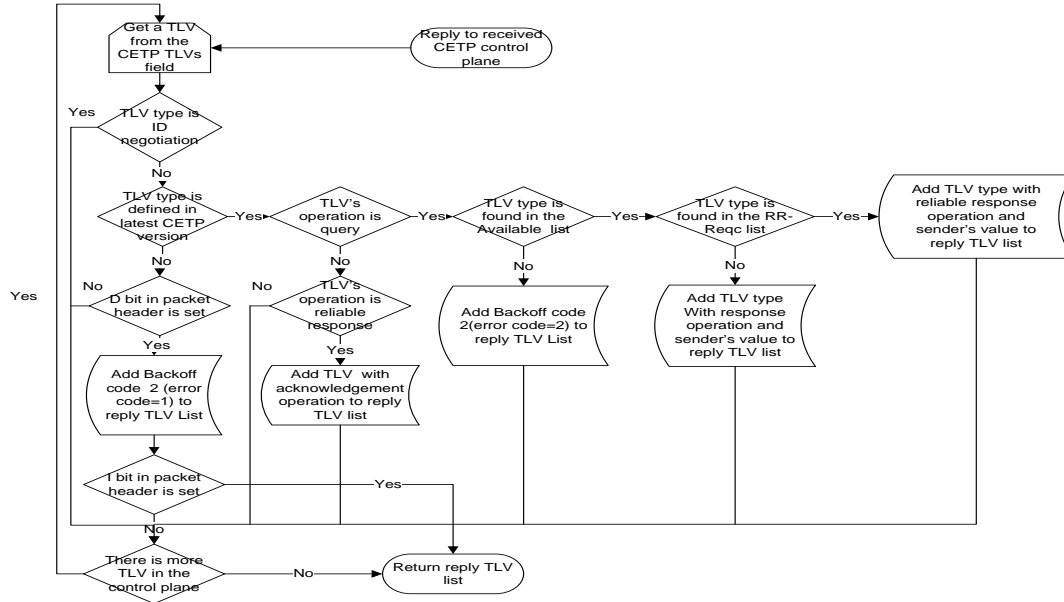 Get a TLV
from the
CETP TLVs
field
Reply to received
CETP control
plane
Yes
TLV type is
ID
negotiation
No
TLV type is
defined in
latest CETP
version
Yes
TLV's
operation is
query
Yes
TLV type is
found in the
Available list
Yes
TLV type is
found in the RR-
Reqc list
Yes
Add TLV type with
reliable response
operation and
sender's value to
reply TLV list
No
No
No
No
Yes
No
D bit in packet
header is set
No
TLV's
operation is
reliable
response
Add Backoff code
2(error code=2) to
reply TLV List
Add TLV type
With response
operation and
sender's value to
reply TLV list
Yes
Yes
Add Backoff
code 2 (error
code=1) to
reply TLV List
Add TLV with
acknowledgement
operation to reply
TLV list
I bit in packet
header is set
Yes
No
There is more
TLV in the
control plane
No
Return reply TLV
list